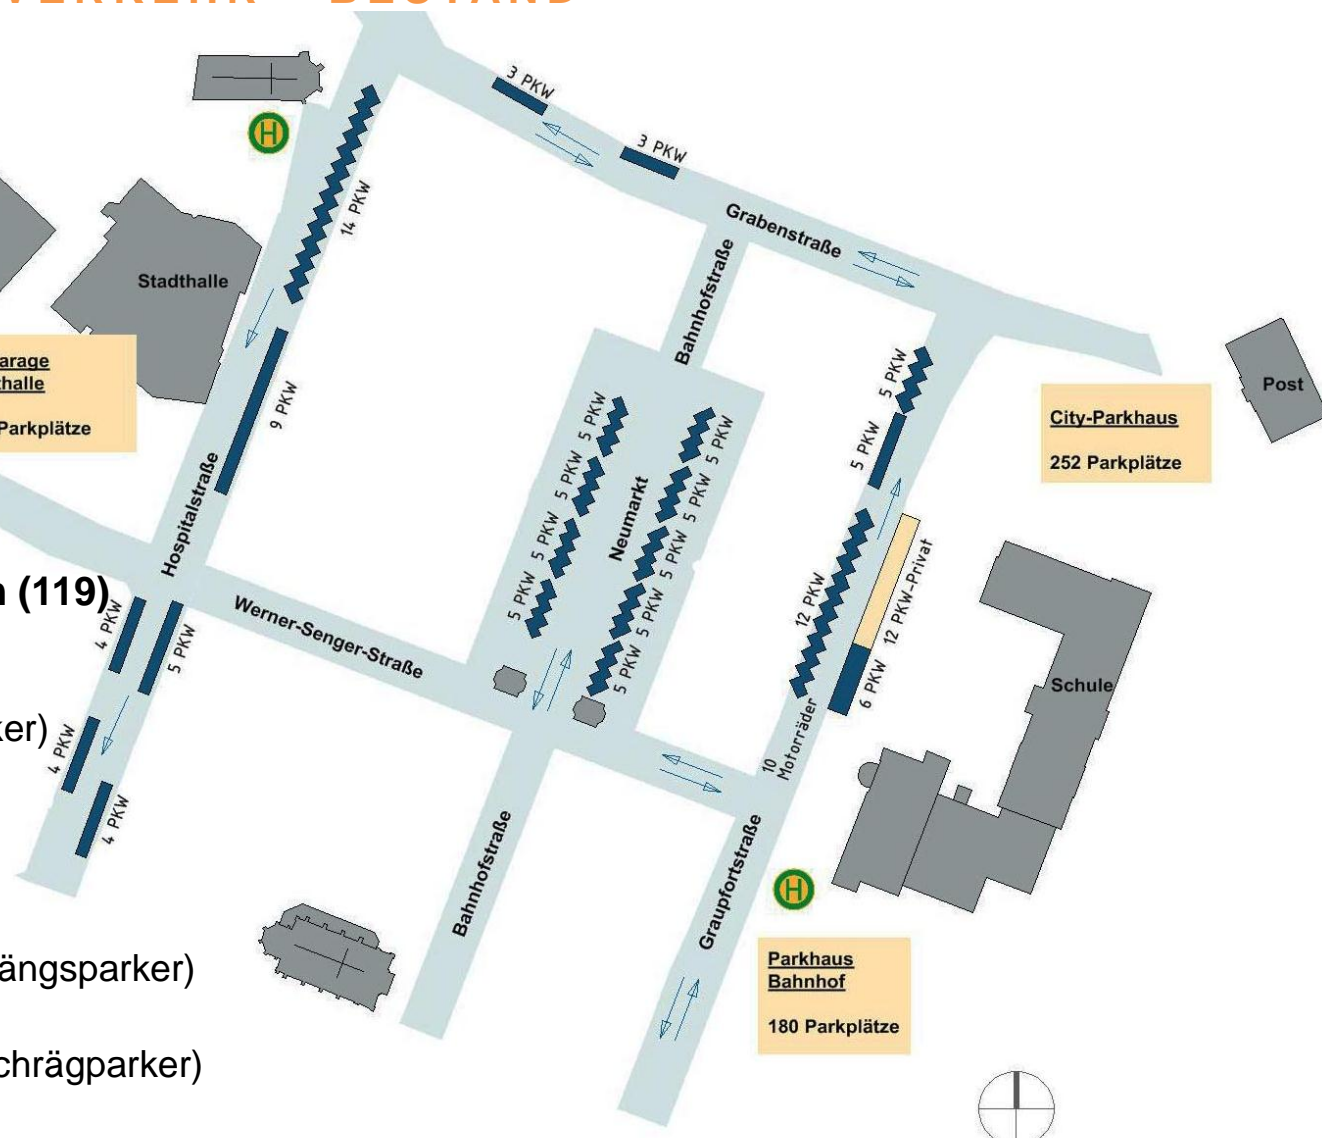 VERKEHR - BESTAND
3 PKW
3 PKW
H
14 PKW
Grabenstraße
Bahnhofstraße
Stadthalle
Post
arage
thalle
Parkplätze
9 PKW
City-Parkhaus
252 Parkplätze
5 PKW
5 PKW
5 PKW
5 PKW
5 PKW
5 PKW
5 PKW
5 PKW
5 PKW
5 PKW
5 PKW
Neumarkt
Hospitalstraße
12 PKW
12 PKW-Privat
6 PKW
10
Motorräder
Schule
n (119)
4 PKW
5 PKW
Werner-Senger-Straße
ker)
4 PKW
4 PKW
Bahnhofstraße
Graupfortstraße
H
ängsparker)
Parkhaus
Bahnhof
180 Parkplätze
chrägparker)